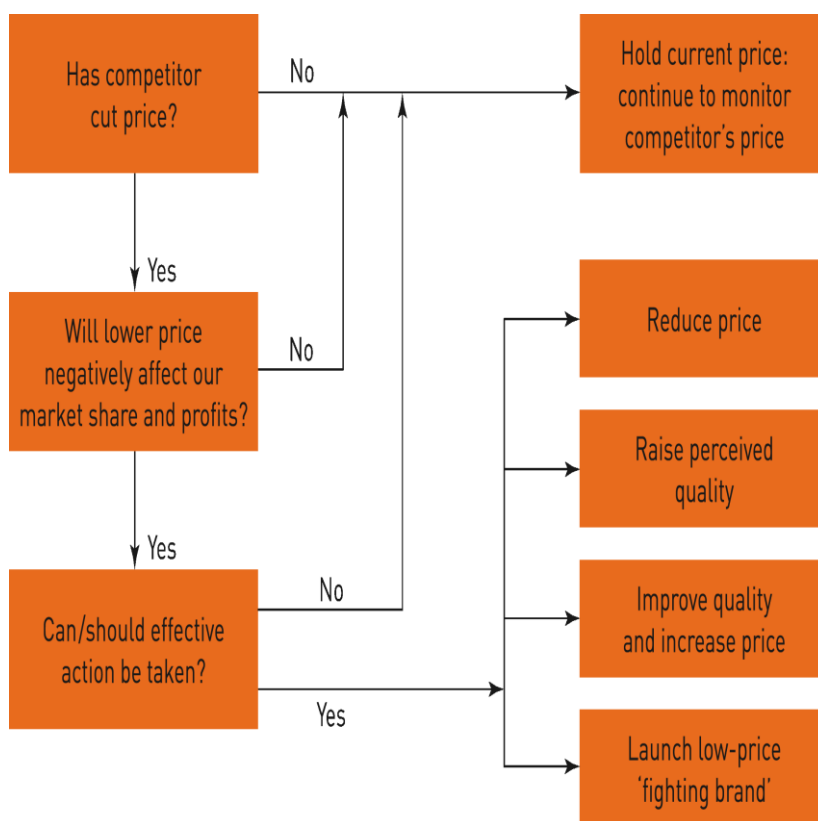 Has competitor
cut price?
No
Hold current price:
continue to monitor
competitor's price
Yes
Will lower price
negatively affect our
market share and profits?
No
Reduce price
Raise perceived
quality
Yes
Can/should effective
action be taken?
No
Yes
Improve quality
and increase price
Launch low-price
‘fighting brand’